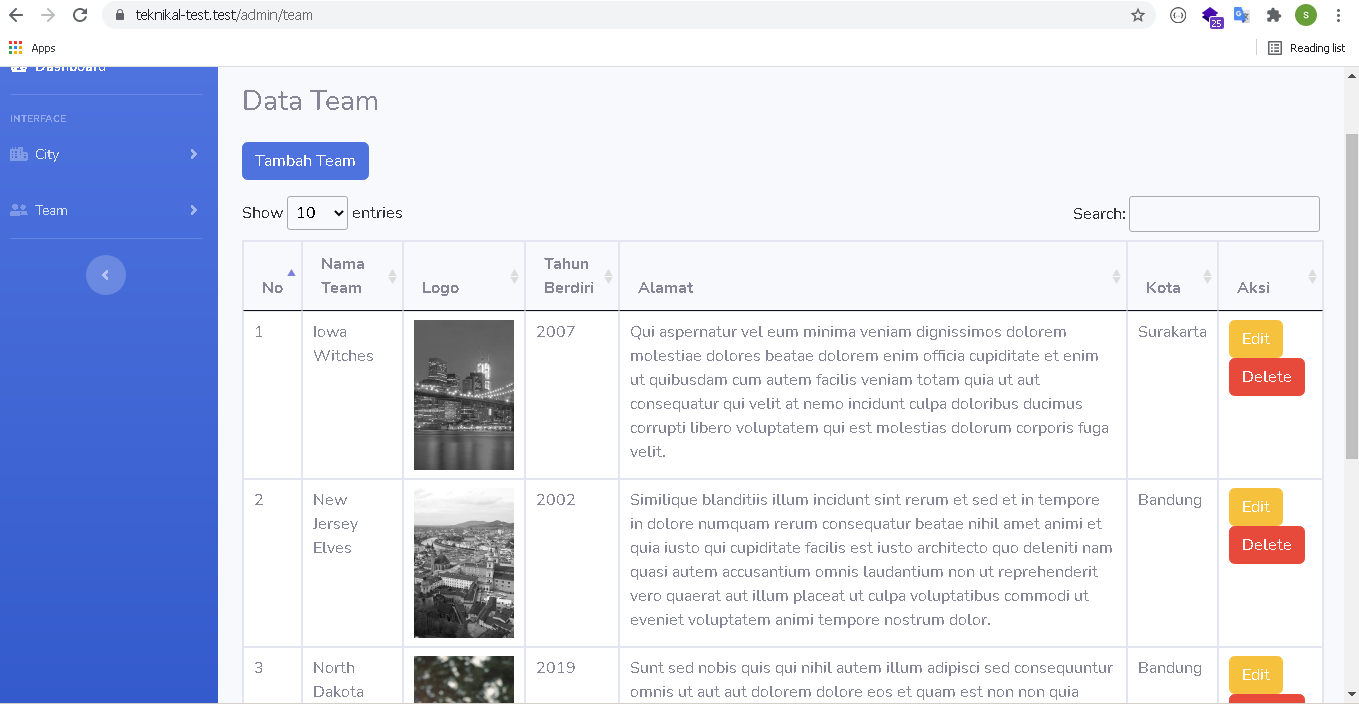 teknikal-test.test/admin/team
25
S
Apps
Reading list
Dashboard
INTERFACE
City
Team
Data Team
Tambah Team
Show 10 entries
Search:
No
Nama
Team
Logo
Tahun
Berdiri
Alamat
Kota
Aksi
1
Iowa
Witches
2007
Qui aspernatur vel eum minima veniam dignissimos dolorem
molestiae dolores beatae dolorem enim officia cupiditate et enim
ut quibusdam cum autem facilis veniam totam quia ut aut
consequatur qui velit at nemo incidunt culpa doloribus ducimus
corrupti libero voluptatem qui est molestias dolorum corporis fuga
velit.
Surakarta
Edit
Delete
2
New
Jersey
Elves
2002
Similique blanditiis illum incidunt sint rerum et sed et in tempore
in dolore numquam rerum consequatur beatae nihil amet animi et
quia iusto qui cupiditate facilis est iusto architecto quo deleniti nam
quasi autem accusantium omnis laudantium non ut reprehenderit
vero quaerat aut illum placeat ut culpa voluptatibus commodi ut
eveniet voluptatem animi tempore nostrum dolor.
Bandung
Edit
Delete
3
North
Dakota
2019
Sunt sed nobis quis qui nihil autem illum adipisci sed consequuntur
omnis ut aut aut dolorem dolore eos et quam est non non quia
Bandung
Edit